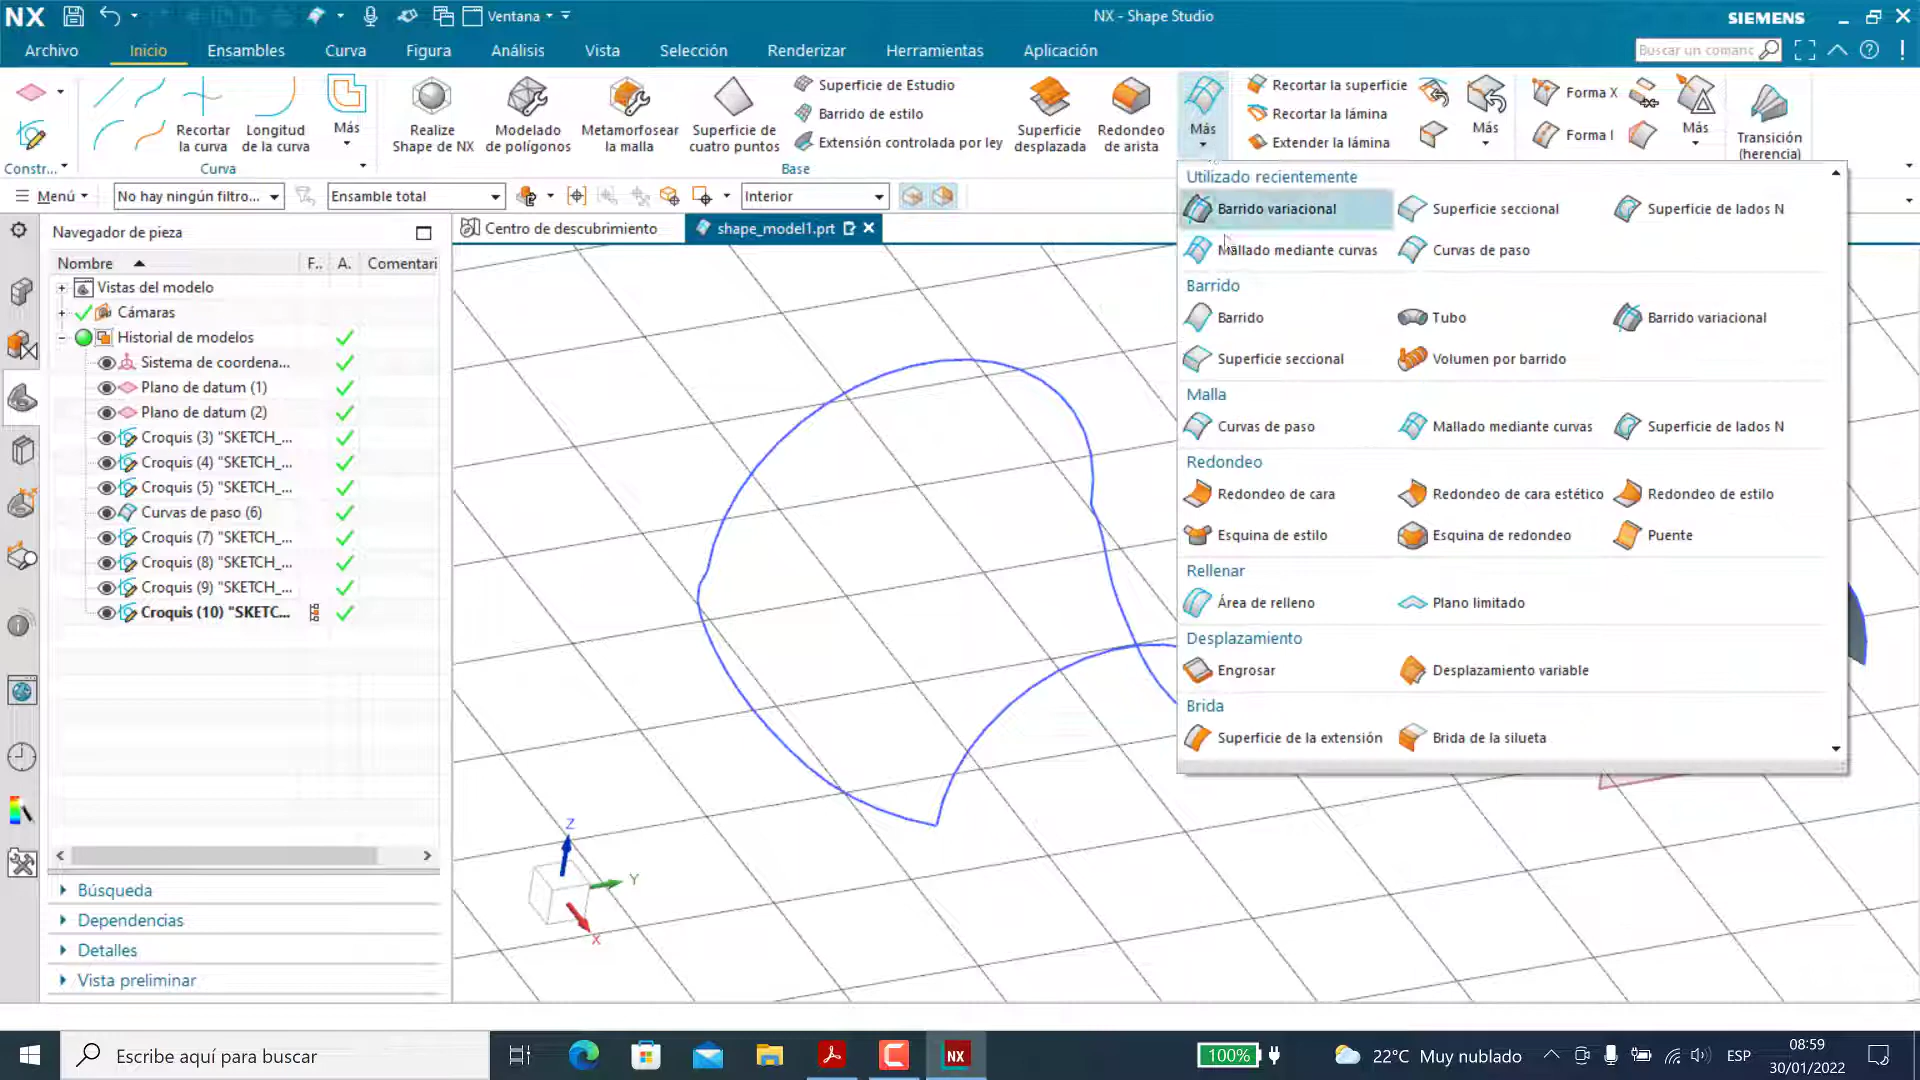 NX
Ventana
NX - Shape Studio
SIEMENS
Archivo
Inicio
Ensambles
Curva
Figura
Análisis
Vista
Selección
Renderizar
Herramientas
Aplicación
Buscar un comanc
Recortar
la curva
Longitud
de la curva
Más
Realize
Shape de NX
Modelado
de polígonos
Metamorfosear
la malla
Superficie de
cuatro puntos
Superficie de Estudio
Barrido de estilo
Extensión controlada por ley
Superficie
desplazada
Redondeo
de arista
Más
Recortar la superficie
Recortar la lámina
Extender la lámina
Más
Forma X
Forma I
Más
Transición
(herencia)
Constr...
Curva
Base
Menú
No hay ningún filtro...
Ensamble total
Interior
Navegador de pieza
Centro de descubrimiento
shape_model1.prt
Nombre
F..
A.
Comentari
Vistas del modelo
Cámaras
Historial de modelos
Sistema de coordena...
Plano de datum (1)
Plano de datum (2)
Croquis (3) "SKETCH_...
Croquis (4) "SKETCH_...
Croquis (5) "SKETCH_...
Curvas de paso (6)
Croquis (7) "SKETCH_...
Croquis (8) "SKETCH_...
Croquis (9) "SKETCH_...
Croquis (10) "SKETC...
Búsqueda
Dependencias
Detalles
Vista preliminar
Z
Y
X
Utilizado recientemente
Barrido variacional
Superficie seccional
Superficie de lados N
Mallado mediante curvas
Curvas de paso
Barrido
Barrido
Tubo
Barrido variacional
Superficie seccional
Volumen por barrido
Malla
Curvas de paso
Mallado mediante curvas
Superficie de lados N
Redondeo
Redondeo de cara
Redondeo de cara estético
Redondeo de estilo
Esquina de estilo
Esquina de redondeo
Puente
Rellenar
Área de relleno
Plano limitado
Desplazamiento
Engrosar
Desplazamiento variable
Brida
Superficie de la extensión
Brida de la silueta
Escribe aquí para buscar
NX
100%
22°C Muy nublado
ESP
08:59
30/01/2022